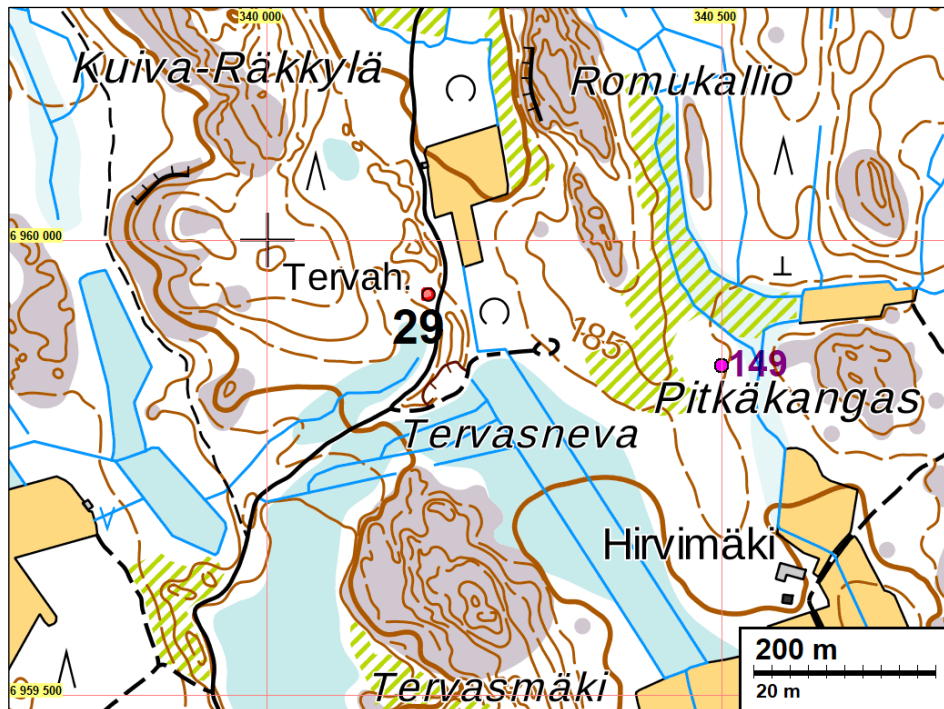 340 000
340 500
Kuiva-Räkkylä
Romukallio
6 960 000
Tervah.
29
185
149
Pitkäkangas
Tervasneva
Hirvimäki
200 m
20 m
6 959 500
Tervasmäki